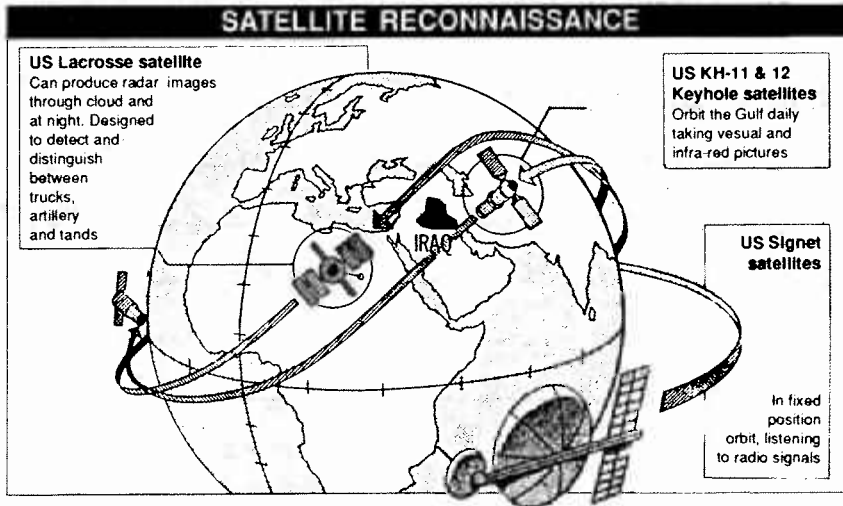 SATELLITE RECONNAISSANCE
US Lacrosse satellite
Can produce radar images
through cloud and
at night. Designed
to detect and
distinguish
between
trucks,
artillery
and tands
US KH-11 & 12
Keyhole satellites
Orbit the Gulf daily
taking vesual and
infra-red pictures
IRAQ
US Signet
satellites
In fixed
position
orbit, listening
to radio signals